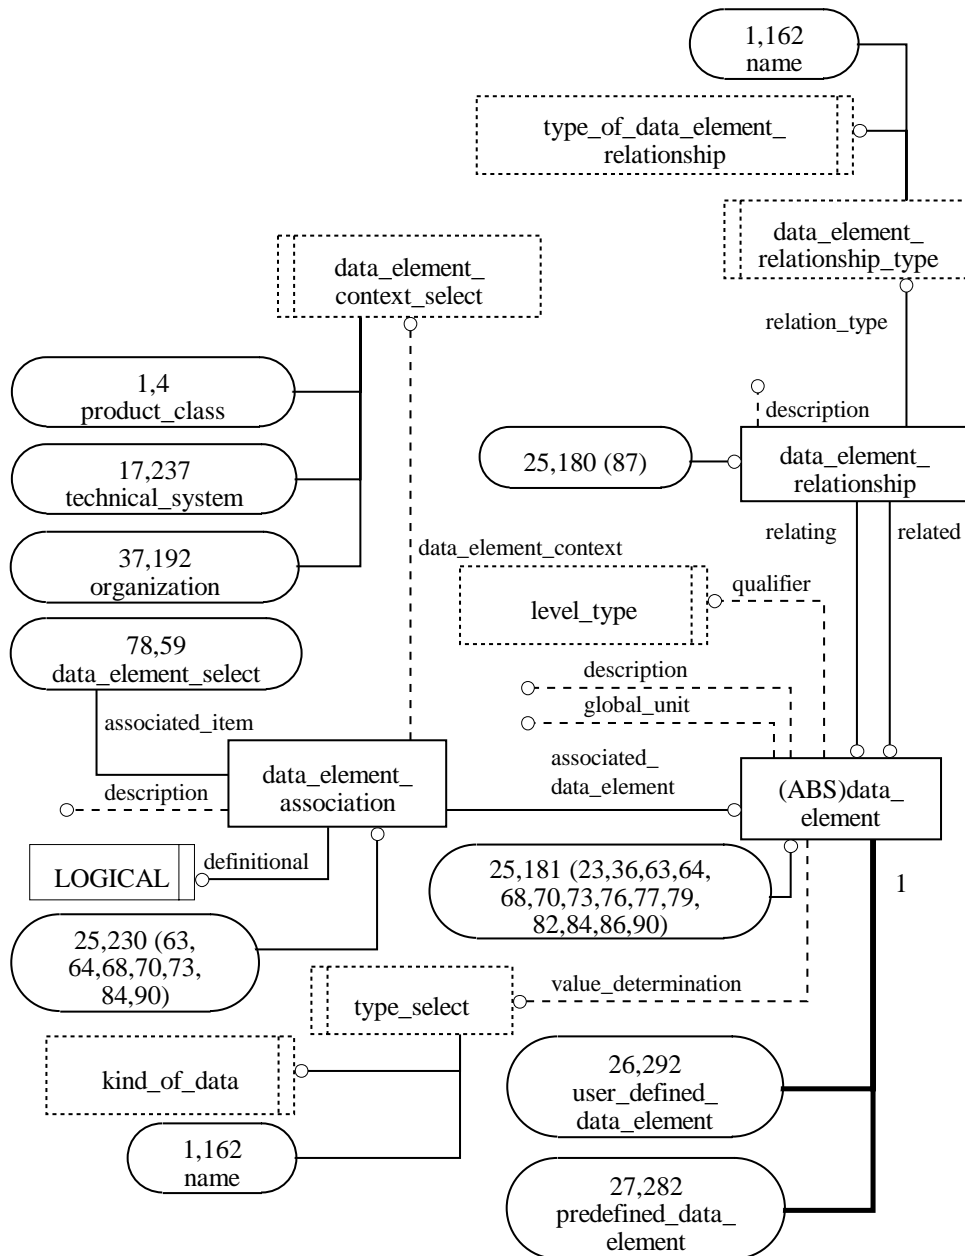 1,162
name
type_of_data_element_
relationship
data_element_
relationship_type
data_element_
context_select
relation_type
1,4
product_class
description
25,180 (87)
data_element_
relationship
17,237
technical_system
relating
related
data_element_context
37,192
organization
level_type
qualifier
78,59
data_element_select
description
global_unit
associated_item
data_element_
association
associated_
data_element
(ABS)data_
element
description
definitional
LOGICAL
25,181 (23,36,63,64,
68,70,73,76,77,79,
82,84,86,90)
1
25,230 (63,
64,68,70,73,
84,90)
value_determination
type_select
kind_of_data
26,292
user_defined_
data_element
1,162
name
27,282
predefined_data_
element